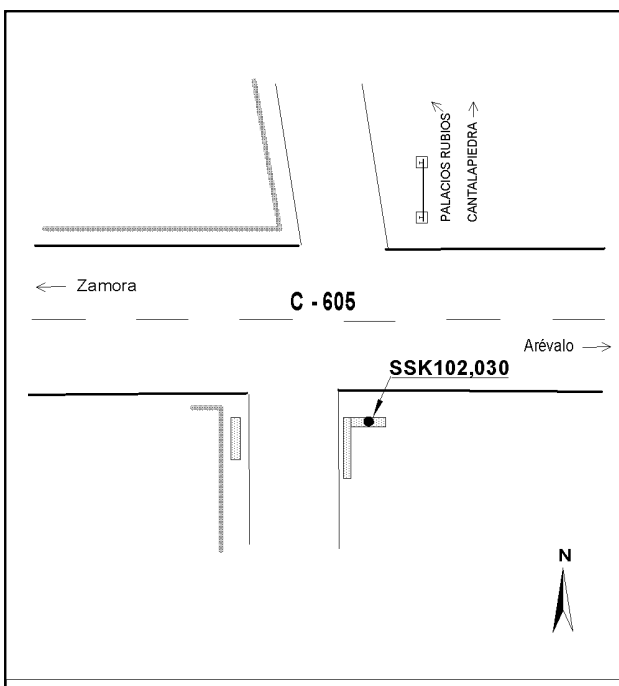 PALACIOS RUBIOS
CANTALAPIEDRA
Zamora
C - 605
Arévalo
SSK102,030
N